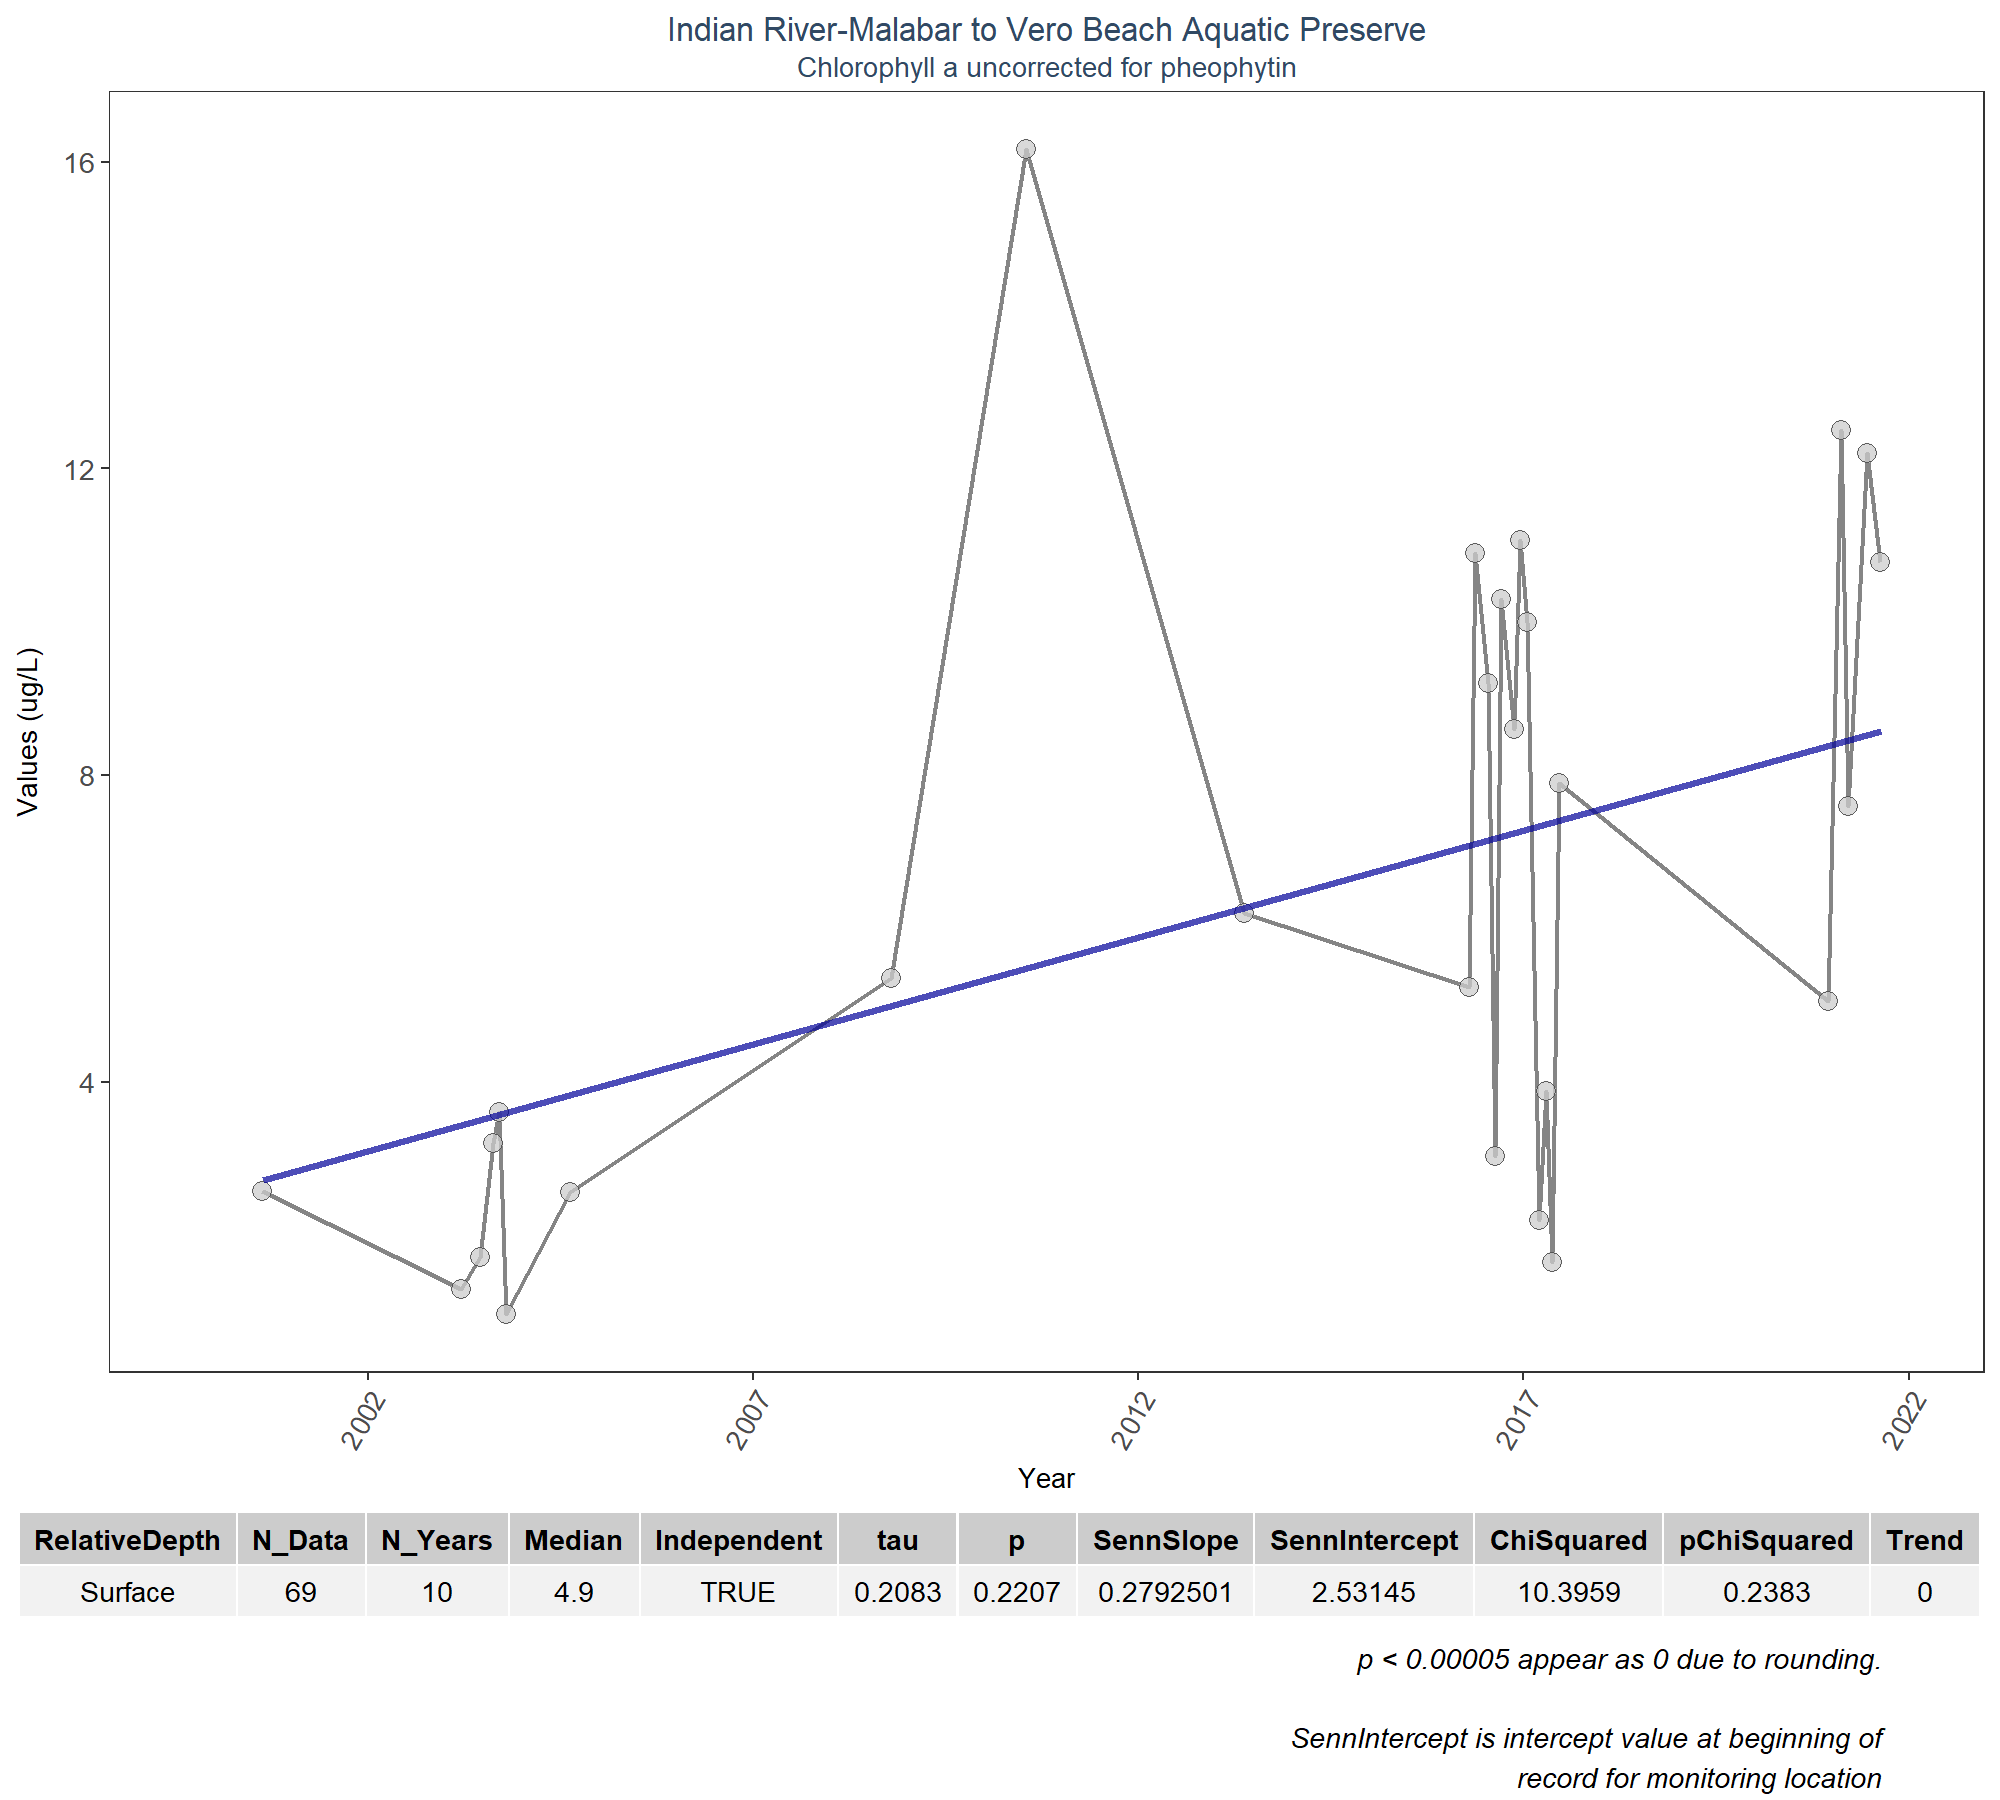 Indian River-Malabar to Vero Beach Aquatic Preserve
Chlorophyll a uncorrected for pheophytin
16
12
8
4
Values (ug/L)
2002
2007
2012
2017
2022
Year
RelativeDepth N_Data N_Years Median Independent tau p SennSlope SennIntercept ChiSquared pChiSquared Trend
Surface 69 10 4.9 TRUE 0.2083 0.2207 0.2792501 2.53145 10.3959 0.2383 0
p < 0.00005 appear as 0 due to rounding.
SennIntercept is intercept value at beginning of
record for monitoring location